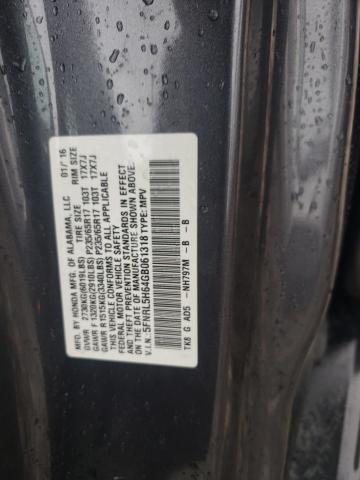 MFD. BY HONDA MFG. OF ALABAMA, LLC 01/16
TIRE SIZE RIM SIZE
GVWR 2730KG(6019LBS)
GAWR F 1320KG(2910LBS) P235/65R17 103T 17X7J
GAWR R1515KG(3340LBS) P235/65R17 103T 17X7J
THIS VEHICLE CONFORMS TO ALL APPLICABLE
FEDERAL MOTOR VEHICLE SAFETY
AND THEFT PREVENTION STANDARDS IN EFFECT
ON THE DATE OF MANUFACTURE SHOWN ABOVE.
V.I.N.: 5FNRL5H64GB061318 TYPE: MPV
TK8 G AD5 -NH797M -B -B